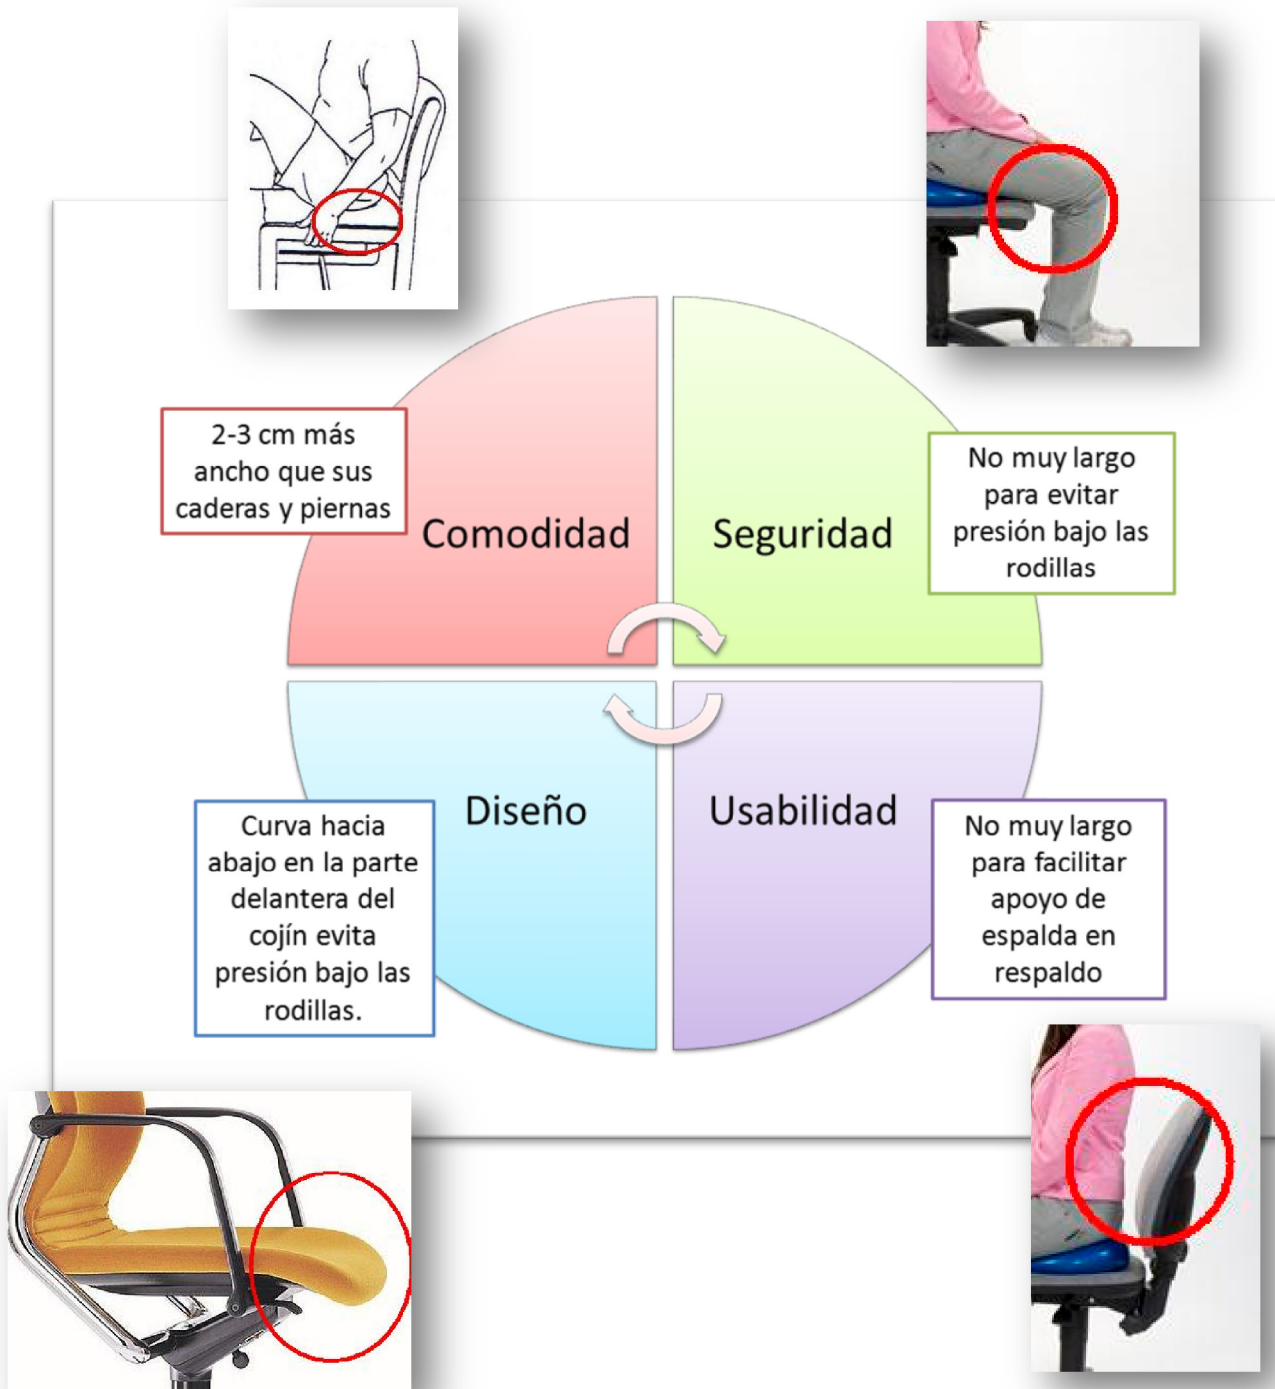 2-3 cm más
ancho que sus
caderas y piernas
Comodidad
Seguridad
No muy largo
para evitar
presión bajo las
rodillas
Curva hacia
abajo en la parte
delantera del
cojín evita
presión bajo las
rodillas.
Diseño
Usabilidad
No muy largo
para facilitar
apoyo de
espalda en
respaldo